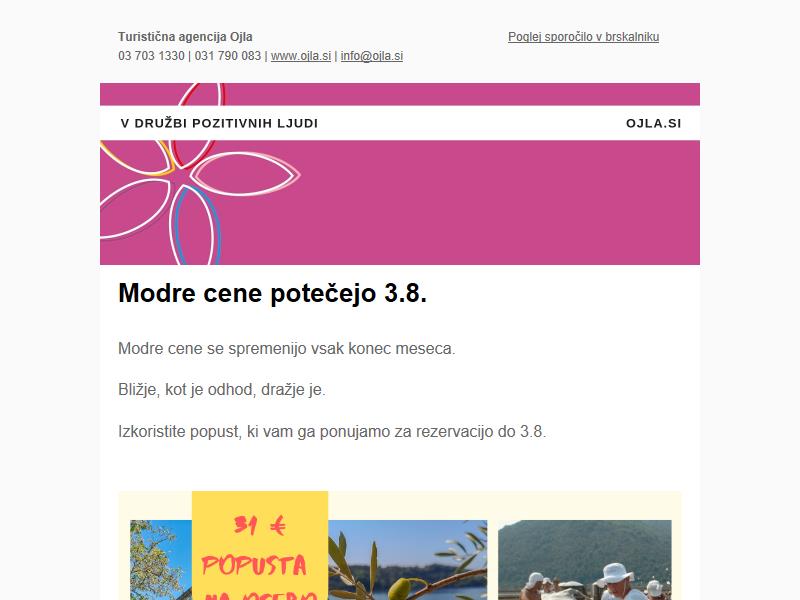 Turistična agencija Ojla
Poglej sporočilo v brskalniku
03 703 1330 | 031 790 083 | www.ojla.si | info@ojla.si
V DRUŽBI POZITIVNIH LJUDI
OJLA.SI
Modre cene potečejo 3.8.
Modre cene se spremenijo vsak konec meseca.
Bližje, kot je odhod, dražje je.
Izkoristite popust, ki vam ga ponujamo za rezervacijo do 3.8.
31 €
POPUSTA
NA OSEBO